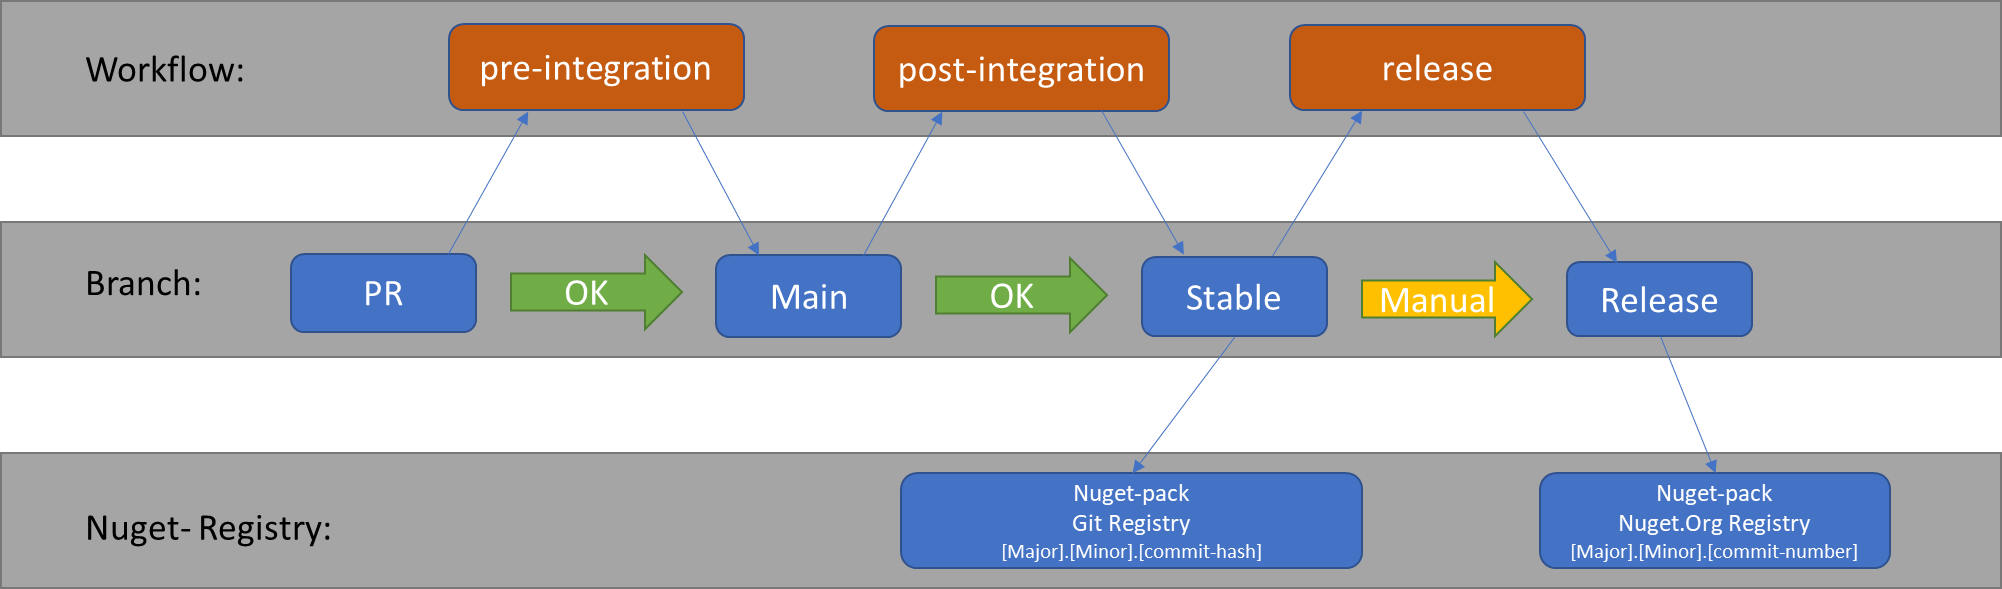 Workflow:
pre-integration
post-integration
release
Branch:
PR
OK
Main
OK
Stable
Manual
Release
Nuget- Registry:
Nuget-pack
Git Registry
[Major].[Minor].[commit-hash]
Nuget-pack
Nuget.Org Registry
[Major].[Minor].[commit-number]